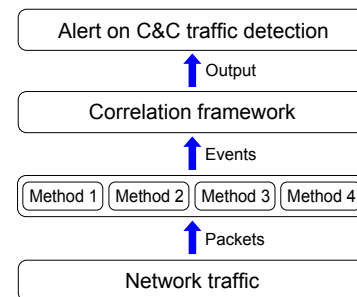 Alert on C&C traffic detection
Output
Correlation framework
Events
Method 1 Method 2 Method 3 Method 4
Packets
Network traffic